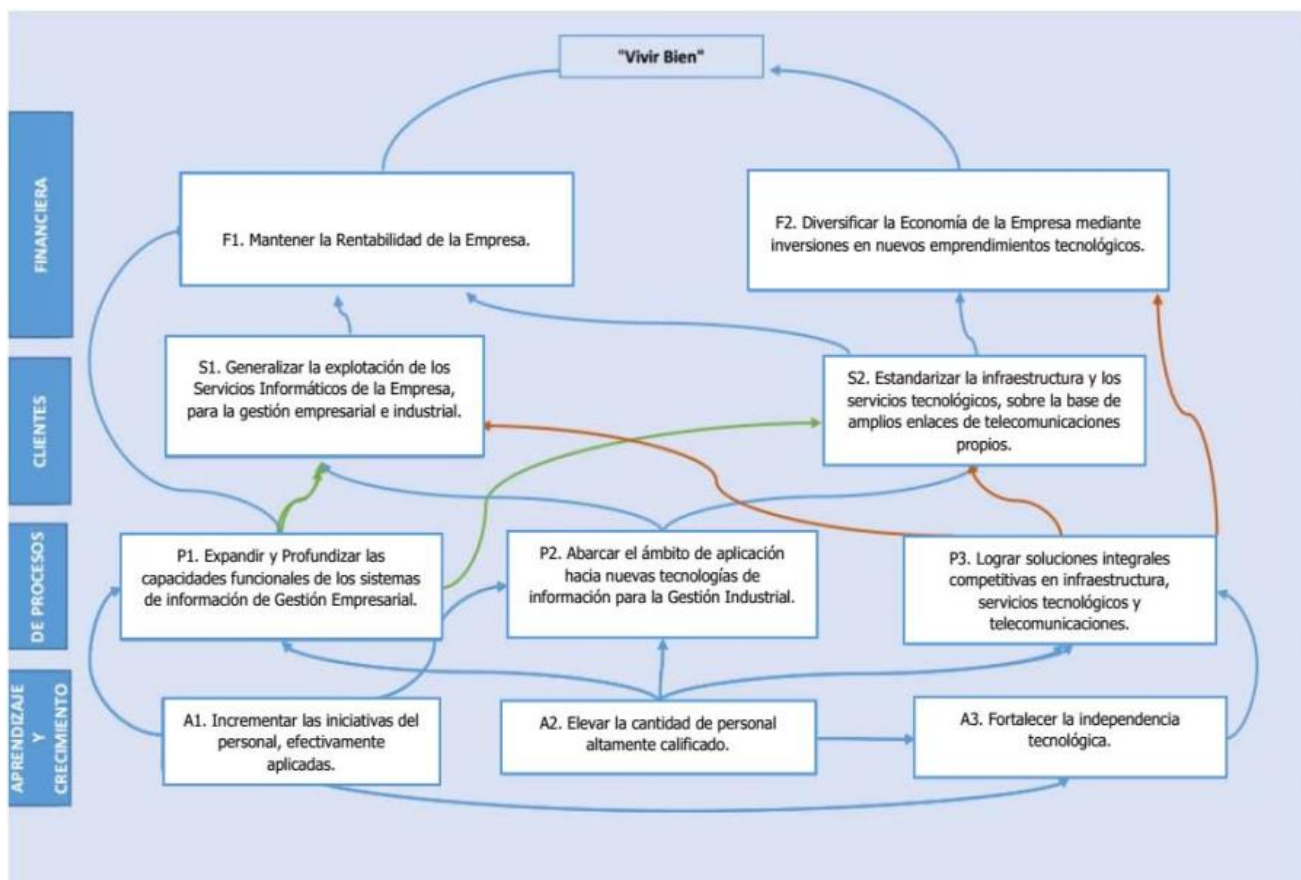 "Vivir Bien"
FINANCIERA
F1. Mantener la Rentabilidad de la Empresa.
F2. Diversificar la Economía de la Empresa mediante
inversiones en nuevos emprendimientos tecnológicos.
CLIENTES
S1. Generalizar la explotación de los
Servicios Informáticos de la Empresa,
para la gestión empresarial e industrial.
S2. Estandarizar la infraestructura y los
servicios tecnológicos, sobre la base de
amplios enlaces de telecomunicaciones
propios.
DE PROCESOS
P1. Expandir y Profundizar las
capacidades funcionales de los sistemas
de información de Gestión Empresarial.
P2. Abarcar el ámbito de aplicación
hacia nuevas tecnologías de
información para la Gestión Industrial.
P3. Lograr soluciones integrales
competitivas en infraestructura,
servicios tecnológicos y
telecomunicaciones.
APRENDIZAJE
Y
CRECIMIENTO
A1. Incrementar las iniciativas del
personal, efectivamente
aplicadas.
A2. Elevar la cantidad de personal
altamente calificado.
A3. Fortalecer la independencia
tecnológica.